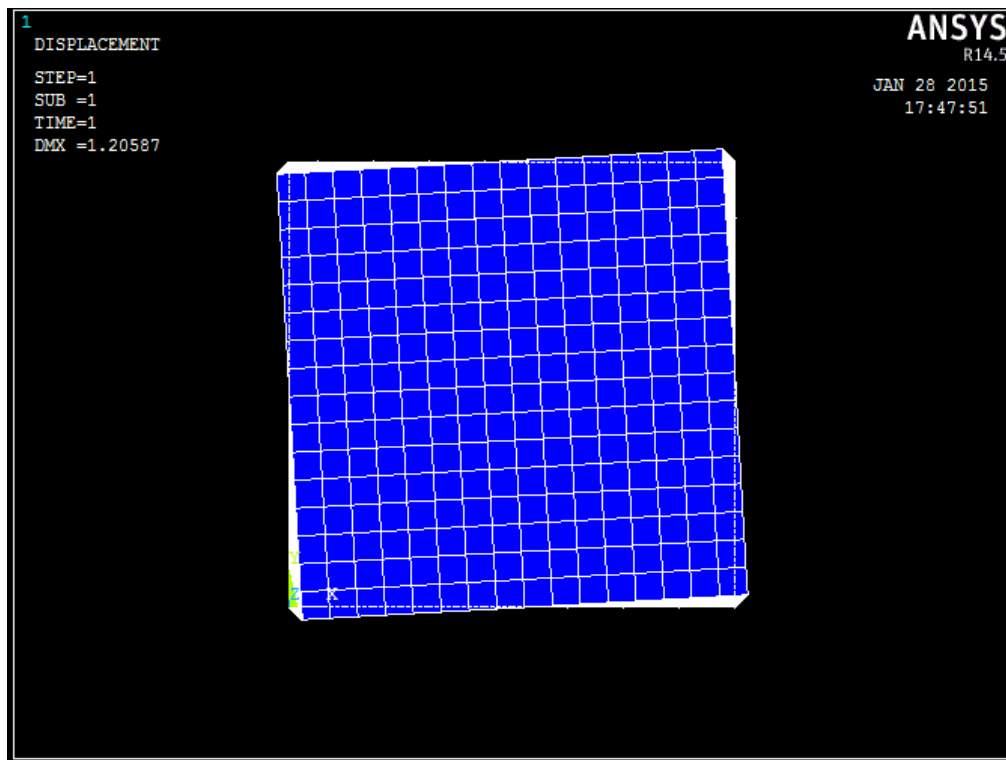 1
DISPLACEMENT
STEP=1
SUB =1
TIME=1
DMX =1.20587
ANSYS
R14.5
JAN 28 2015
17:47:51
Y
Z
X